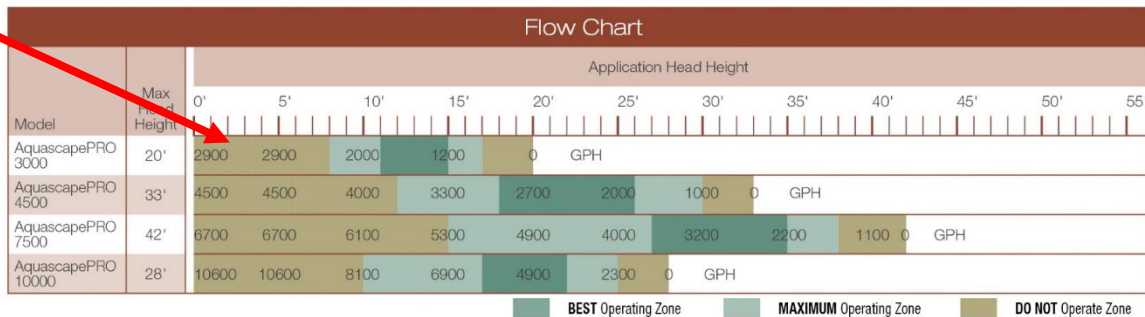 Flow Chart
Application Head Height
Model Max Head Height 0' 5' 10' 15' 20' 25' 30' 35' 40' 45' 50' 55
AquascapePRO 3000 20' 2900 2900 2000 1200 0 GPH
AquascapePRO 4500 33' 4500 4500 4000 3300 2700 2000 1000 0 GPH
AquascapePRO 7500 42' 6700 6700 6100 5300 4900 4000 3200 2200 1100 0 GPH
AquascapePRO 10000 28' 10600 10600 8100 6900 4900 2300 0 GPH
BEST Operating Zone MAXIMUM Operating Zone DO NOT Operate Zone